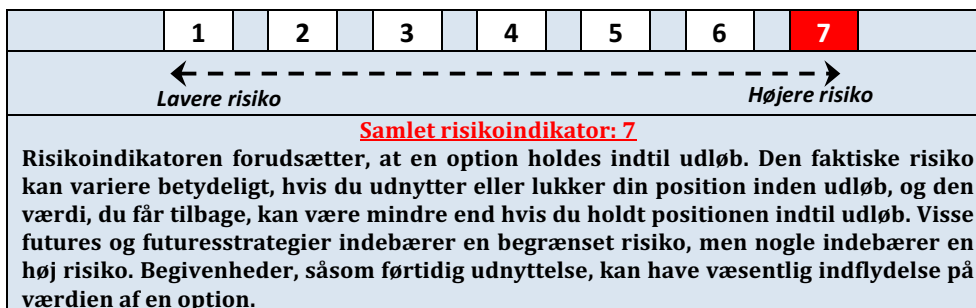 1 2 3 4 5 6 7
Lavere risiko Højere risiko
Samlet risikoindikator: 7
Risikoindikatoren forudsætter, at en option holdes indtil udløb. Den faktiske risiko
kan variere betydeligt, hvis du udnytter eller lukker din position inden udløb, og den
værdi, du får tilbage, kan være mindre end hvis du holdt positionen indtil udløb. Visse
futures og futuresstrategier indebærer en begrænset risiko, men nogle indebærer en
høj risiko. Begivenheder, såsom førtidig udnyttelse, kan have væsentlig indflydelse på
værdien af en option.